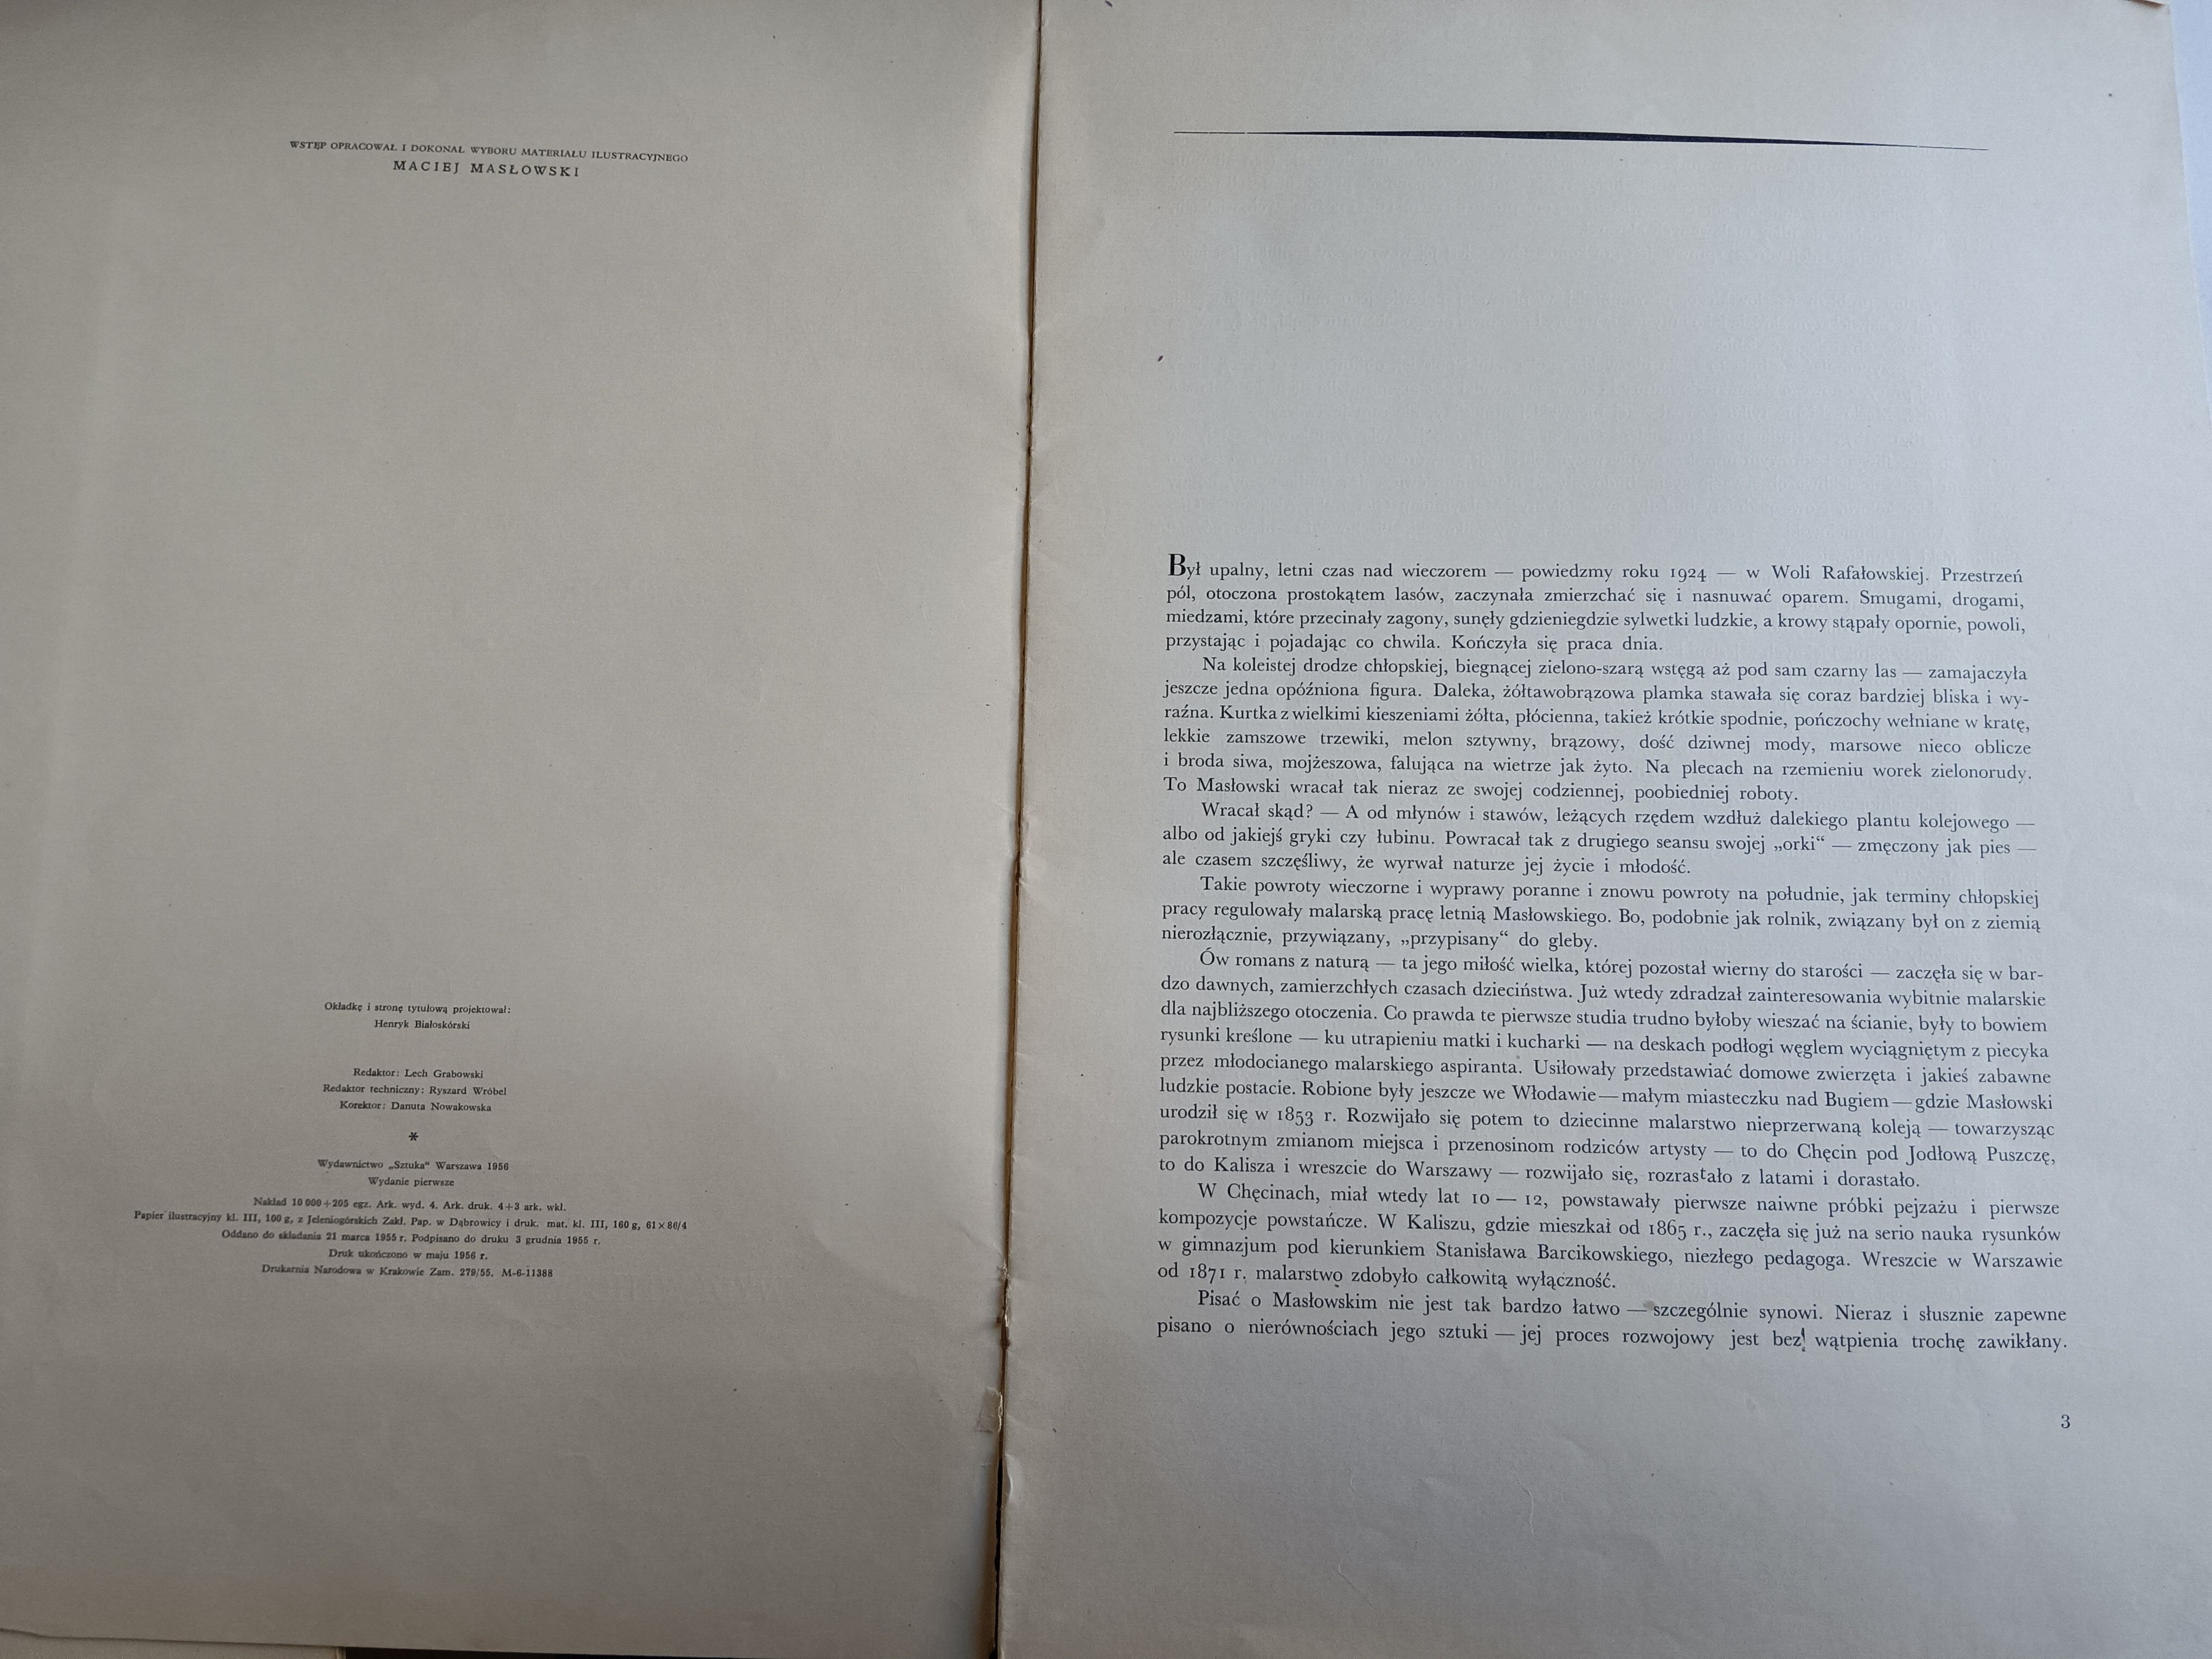 WSTĘP OPRACOWAŁ I DOKONAŁ WYBORU MATERIAŁU ILUSTRACYJNEGO
MACIEJ MASŁOWSKI
Okładkę i stronę tytułową projektował:
Henryk Białoskórski
Redaktor: Lech Grabowski
Redaktor techniczny: Ryszard Wróbel
Korektor: Danuta Nowakowska
*
Wydawnictwo „Sztuka“ Warszawa 1956
Wydanie pierwsze
Nakład 10 000+205 egz. Ark. wyd. 4. Ark. druk. 4+3 ark. wkl.
Papier ilustracyjny kl. III, 100 g, z Jeleniogórskich Zakł. Pap. w Dąbrowicy i druk. mat. kl. III, 160 g, 61×86/4
Oddano do składania 21 marca 1955 r. Podpisano do druku 3 grudnia 1955 r.
Druk ukończono w maju 1956 r.
Drukarnia Narodowa w Krakowie Zam. 279/55. M-6-11388
Był upalny, letni czas nad wieczorem — powiedzmy roku 1924 — w Woli Rafałowskiej. Przestrzeń
pól, otoczona prostokątem lasów, zaczynała zmierzchać się i nasnuwać oparem. Smugami, drogami,
miedzami, które przecinały zagony, sunęły gdzieniegdzie sylwetki ludzkie, a krowy stąpały opornie, powoli,
przystając i pojadając co chwila. Kończyła się praca dnia.
Na koleistej drodze chłopskiej, biegnącej zielono-szarą wstęgą aż pod sam czarny las — zamajaczyła
jeszcze jedna opóźniona figura. Daleka, żółtawobrązowa plamka stawała się coraz bardziej bliska i wy-
raźna. Kurtka z wielkimi kieszeniami żółta, płócienna, takież krótkie spodnie, pończochy wełniane w kratę,
lekkie zamszowe trzewiki, melon sztywny, brązowy, dość dziwnej mody, marsowe nieco oblicze
i broda siwa, mojżeszowa, falująca na wietrze jak żyto. Na plecach na rzemieniu worek zielonorudy.
To Masłowski wracał tak nieraz ze swojej codziennej, poobiedniej roboty.
Wracał skąd? — A od młynów i stawów, leżących rzędem wzdłuż dalekiego plantu kolejowego —
albo od jakiejś gryki czy łubinu. Powracał tak z drugiego seansu swojej „orki“ — zmęczony jak pies —
ale czasem szczęśliwy, że wyrwał naturze jej życie i młodość.
Takie powroty wieczorne i wyprawy poranne i znowu powroty na południe, jak terminy chłopskiej
pracy regulowały malarską pracę letnią Masłowskiego. Bo, podobnie jak rolnik, związany był on z ziemią
nierozłącznie, przywiązany, „przypisany“ do gleby.
Ów romans z naturą — ta jego miłość wielka, której pozostał wierny do starości — zaczęła się w bar-
dzo dawnych, zamierzchłych czasach dzieciństwa. Już wtedy zdradzał zainteresowania wybitnie malarskie
dla najbliższego otoczenia. Co prawda te pierwsze studia trudno byłoby wieszać na ścianie, były to bowiem
rysunki kreślone — ku utrapieniu matki i kucharki — na deskach podłogi węglem wyciągniętym z piecyka
przez młodocianego malarskiego aspiranta. Usiłowały przedstawiać domowe zwierzęta i jakieś zabawne
ludzkie postacie. Robione były jeszcze we Włodawie — małym miasteczku nad Bugiem — gdzie Masłowski
urodził się w 1853 r. Rozwijało się potem to dziecinne malarstwo nieprzerwaną koleją — towarzysząc
parokrotnym zmianom miejsca i przenosinom rodziców artysty — to do Chęcin pod Jodłową Puszczę,
to do Kalisza i wreszcie do Warszawy — rozwijało się, rozrastało z latami i dorastało.
W Chęcinach, miał wtedy lat 10 — 12, powstawały pierwsze naiwne próbki pejzażu i pierwsze
kompozycje powstańcze. W Kaliszu, gdzie mieszkał od 1865 r., zaczęła się już na serio nauka rysunków
w gimnazjum pod kierunkiem Stanisława Barcikowskiego, niezłego pedagoga. Wreszcie w Warszawie
od 1871 r. malarstwo zdobyło całkowitą wyłączność.
Pisać o Masłowskim nie jest tak bardzo łatwo — szczególnie synowi. Nieraz i słusznie zapewne
pisano o nierównościach jego sztuki — jej proces rozwojowy jest bez wątpienia trochę zawikłany.
3